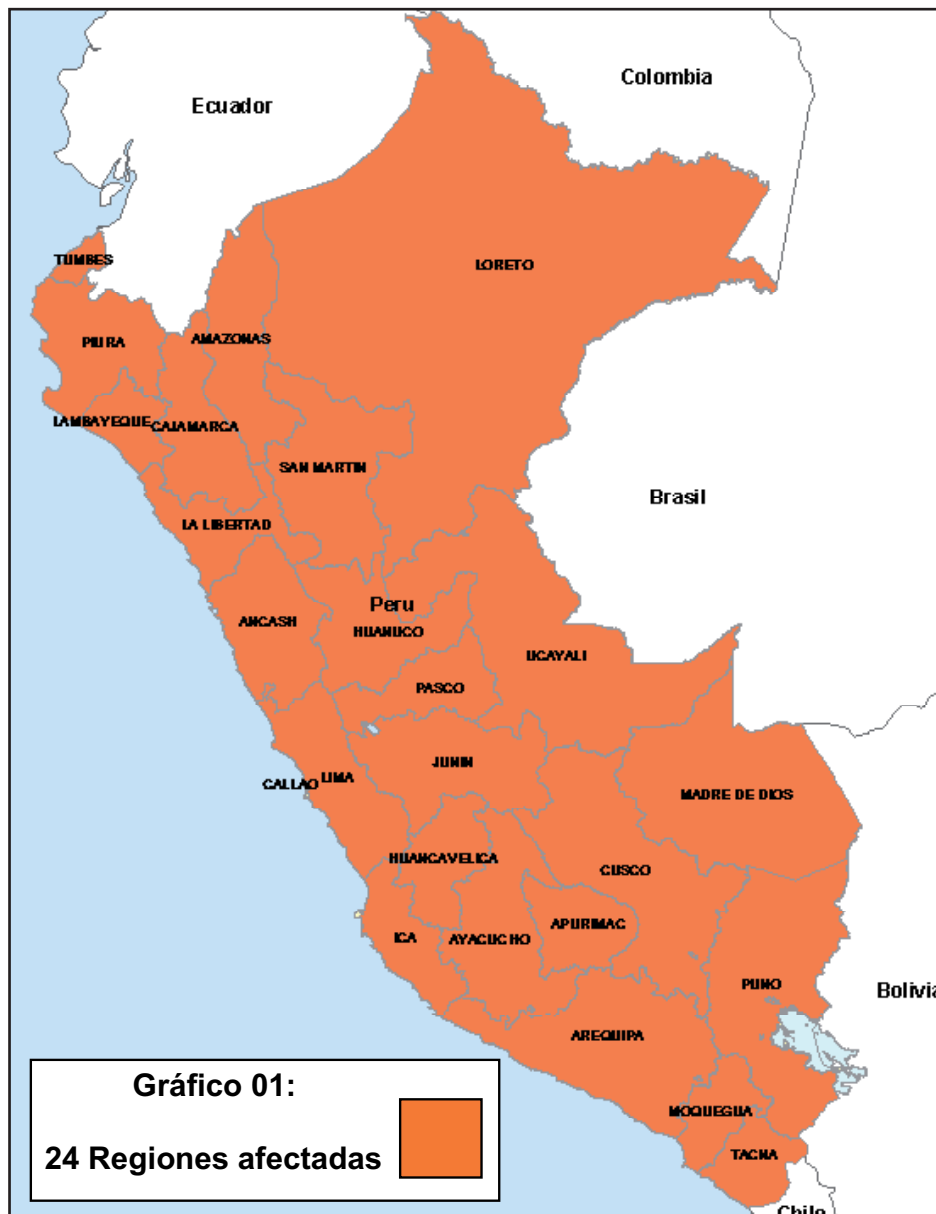 Colombia
Ecuador
TUMBES
LORETO
PIURA
AMAZONAS
LAMBAYEQUE
CAJAMARCA
SAN MARTIN
Brasil
LA LIBERTAD
Peru
ANCASH
HUANUCO
UCAYALI
PASCO
JUNIN
CALLAO
LIMA
MADRE DE DIOS
HUANCAVELICA
CUSCO
APURIMAC
ICA
AYACUCHO
PUNO
Bolivia
AREQUIPA
MOQUEGUA
TACNA
Chile
Gráfico 01:
24 Regiones afectadas